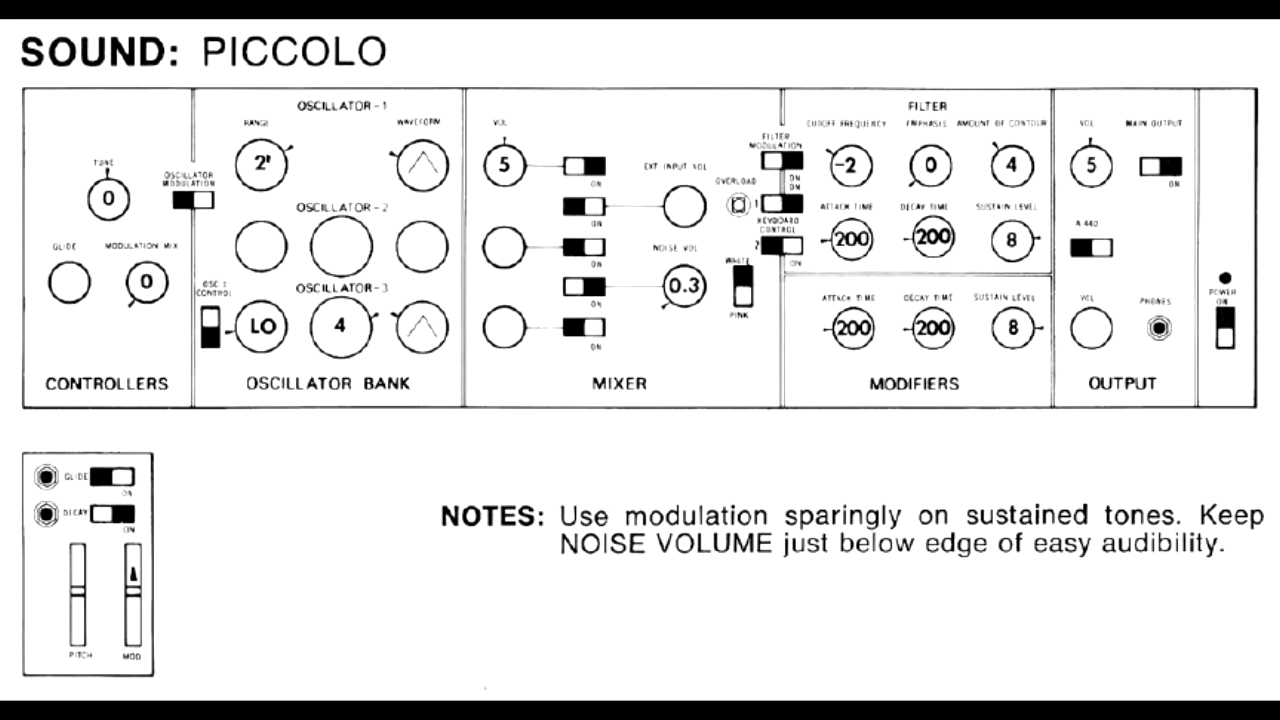 SOUND: PICCOLO
OSCILLATOR-1
FILTER
RANGE
WAVEFORM
VOL
CUTOFF FREQUENCY
EMPHASIS
AMOUNT OF CONTOUR
VOL
MAIN OUTPUT
FILTER
MODULATION
TUNE
2'
5
EXT INPUT VOL
-2
0
4
5
OSCILLATOR
MODULATION
ON
ON
ON
OVERLOAD
ON
0
1
OSCILLATOR-2
ATTACK TIME
DECAY TIME
SUSTAIN LEVEL
KEYBOARD
CONTROL
ON
A-440
GLIDE
MODULATION MIX
NOISE VOL
2
200
200
8
WHITE
ON
ON
0
OSC 3
CONTROL
OSCILLATOR-3
0.3
ON
ATTACK TIME
DECAY TIME
SUSTAIN LEVEL
VOL
PHONES
POWER
ON
PINK
LO
4
200
200
8
ON
CONTROLLERS
OSCILLATOR BANK
MIXER
MODIFIERS
OUTPUT
GLIDE
ON
DECAY
ON
NOTES: Use modulation sparingly on sustained tones. Keep
NOISE VOLUME just below edge of easy audibility.
PITCH
MOD